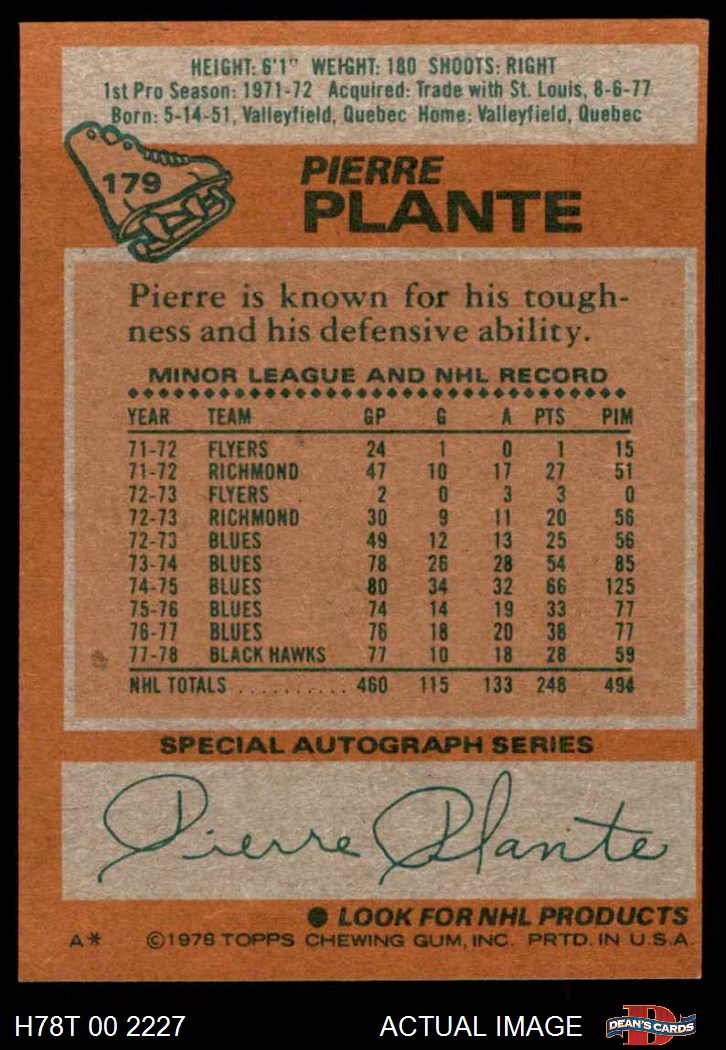 HEIGHT: 6'1" WEIGHT: 180 SHOOTS: RIGHT
1st Pro Season: 1971-72 Acquired: Trade with St. Louis, 8-6-77
Born: 5-14-51, Valleyfield, Quebec Home: Valleyfield, Quebec
179
PIERRE
PLANTE
Pierre is known for his tough-
ness and his defensive ability.
MINOR LEAGUE AND NHL RECORD
YEAR TEAM GP G A PTS PIM
71-72 FLYERS 24 1 0 1 15
71-72 RICHMOND 47 10 17 27 51
72-73 FLYERS 2 0 3 3 0
72-73 RICHMOND 30 9 11 20 56
72-73 BLUES 49 12 13 25 56
73-74 BLUES 78 26 28 54 85
74-75 BLUES 80 34 32 66 125
75-76 BLUES 74 14 19 33 77
76-77 BLUES 76 18 20 38 77
77-78 BLACK HAWKS 77 10 18 28 59
NHL TOTALS .......... 460 115 133 248 494
SPECIAL AUTOGRAPH SERIES
Pierre Plante
● LOOK FOR NHL PRODUCTS
A* ©1978 TOPPS CHEWING GUM, INC. PRTD. IN U.S.A.
H78T 00 2227 ACTUAL IMAGE D DEAN'S CARDS